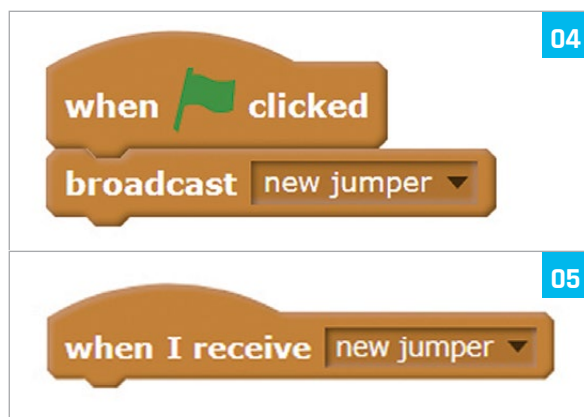 04
when clicked
broadcast new jumper
05
when I receive new jumper